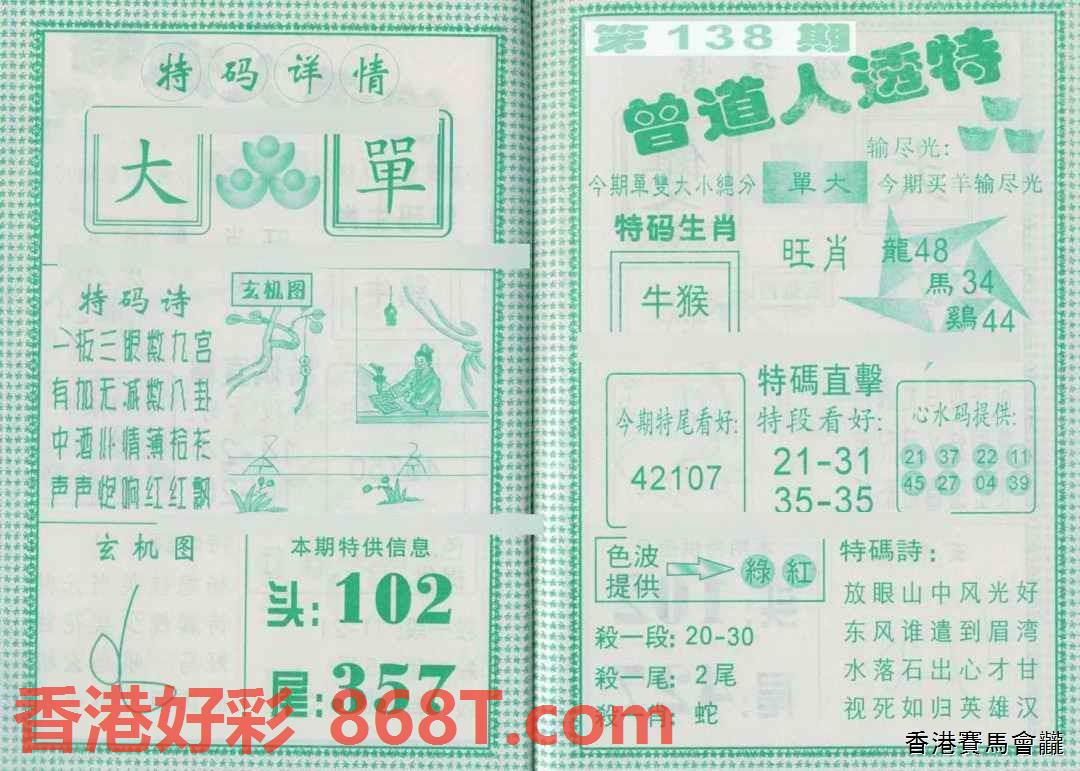 特码详情
大 單
特码诗
一板三眼数九宫
有加无减数八卦
中酒心情薄拾衫
声声炮响红红飘
玄机图
玄机图
本期特供信息
头:102
尾:357
第138期
曾道人透特
输尽光:
今期單雙大小總分 單大 今期买羊输尽光
特码生肖
牛猴
旺肖
龍48
馬34
鷄44
今期特尾看好:
42107
特碼直擊
特段看好:
21-31
35-35
心水码提供:
21 37 22 11
45 27 04 39
色波提供 綠 紅
殺一段: 20-30
殺一尾: 2尾
殺一肖: 蛇
特碼詩:
放眼山中风光好
东风谁遣到眉湾
水落石出心才甘
视死如归英雄汉
香港好彩 868T.com
香港賽馬會